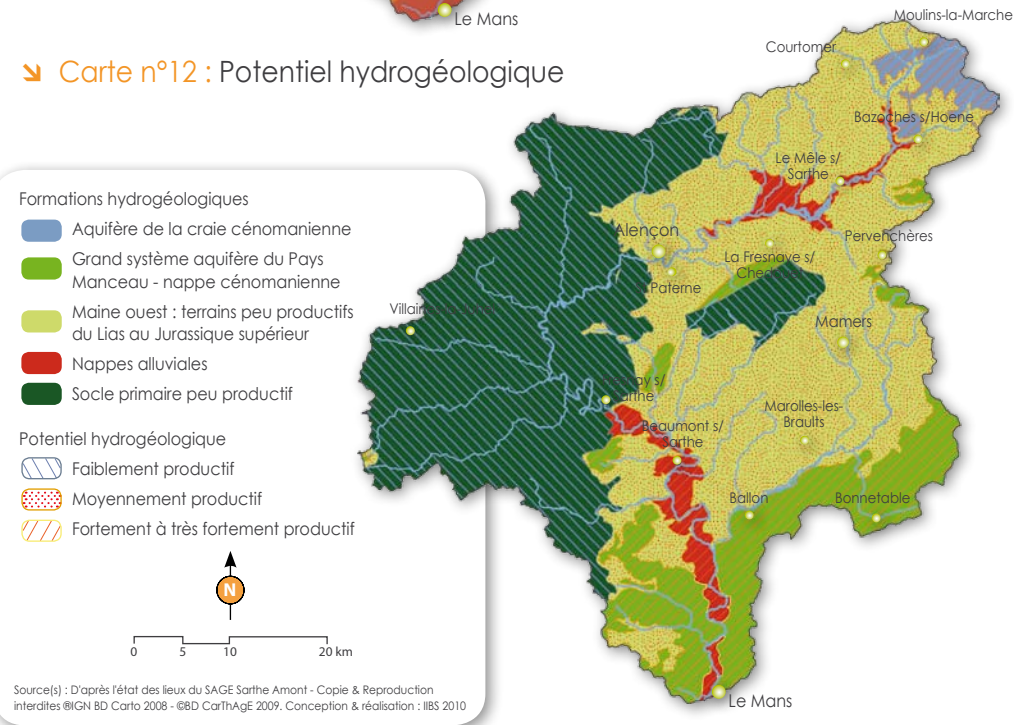 Le Mans
Moulins-la-Marche
Courtomer
➘ Carte n°12 : Potentiel hydrogéologique
Bazoches s/Hoene
Le Mêle s/
Sarthe
Formations hydrogéologiques
Aquifère de la craie cénomanienne
Grand système aquifère du Pays
Manceau - nappe cénomanienne
Maine ouest : terrains peu productifs
du Lias au Jurassique supérieur
Nappes alluviales
Socle primaire peu productif
Potentiel hydrogéologique
Faiblement productif
Moyennement productif
Fortement à très fortement productif
N
0 5 10 20 km
Source(s) : D'après l'état des lieux du SAGE Sarthe Amont - Copie & Reproduction
interdites ®IGN BD Carto 2008 - ©BD CarThAgE 2009. Conception & réalisation : IIBS 2010
Alençon
Pervenchères
La Fresnaye s/
Paterne
Mamers
s/
Sarthe
Marolles-les-
Braults
Beaumont s/
Sarthe
Ballon
Bonnetable
Le Mans